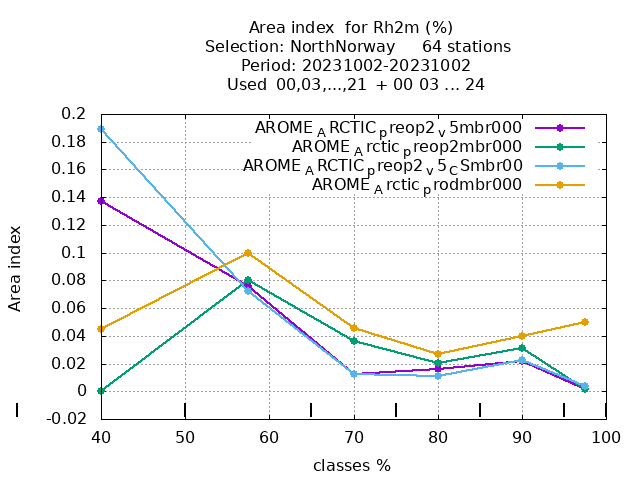 Area index for Rh2m (%)
Selection: NorthNorway 64 stations
Period: 20231002-20231002
Used 00,03,...,21 + 00 03 ... 24
0.2
0.18
0.16
0.14
0.12
0.1
0.08
0.06
0.04
0.02
0
-0.02
Area index
AROME_ARCTIC_preop2_v5mbr000
AROME_Arctic_preop2mbr000
AROME_ARCTIC_preop2_v5_CSmbr00
AROME_Arctic_prodmbr000
40 50 60 70 80 90 100
classes %